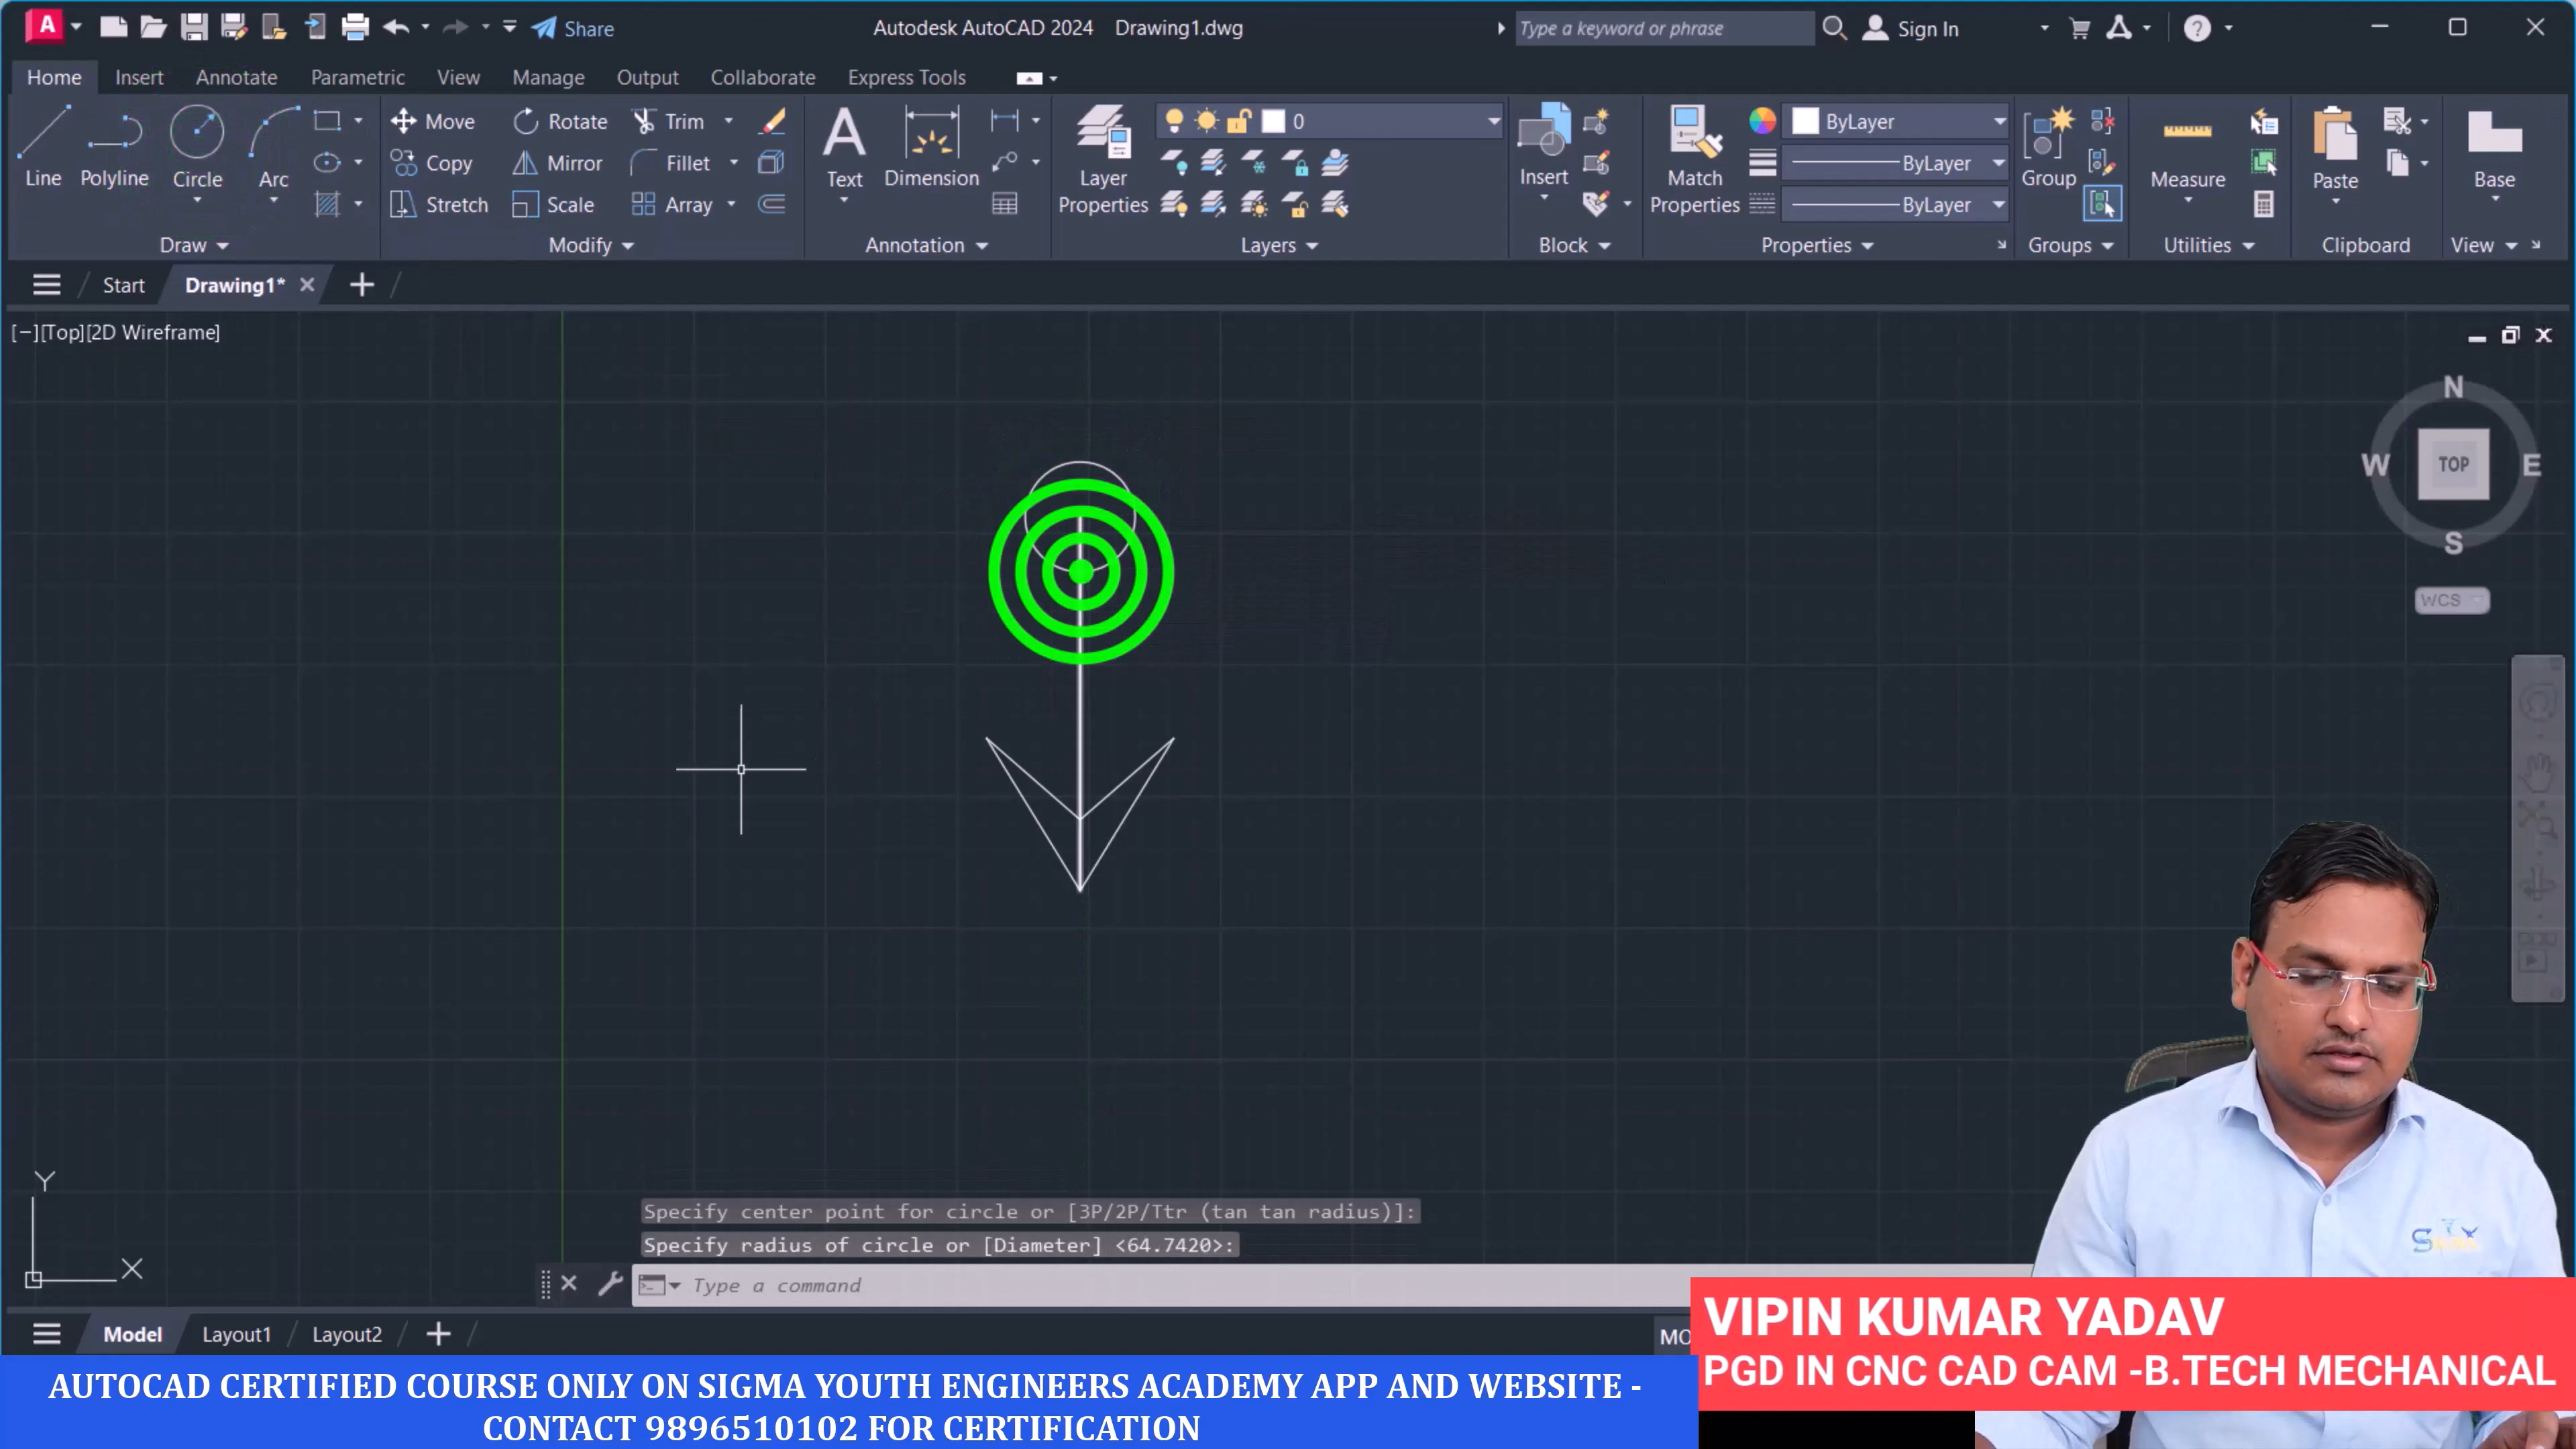 Share
Autodesk AutoCAD 2024 Drawing1.dwg
Type a keyword or phrase
Sign In
Home Insert Annotate Parametric View Manage Output Collaborate Express Tools
Line Polyline Circle Arc
Draw
Move Rotate Trim
Copy Mirror Fillet
Stretch Scale Array
Modify
Text Dimension
Annotation
Layer Properties
0
Layers
Insert
Block
Match Properties
ByLayer
ByLayer
ByLayer
Properties
Group
Groups
Measure
Utilities
Paste
Clipboard
Base
View
Start Drawing1*
[−][Top][2D Wireframe]
N
W TOP E
S
WCS
Y
X
Specify center point for circle or [3P/2P/Ttr (tan tan radius)]:
Specify radius of circle or [Diameter] <64.7420>:
Type a command
Model Layout1 Layout2
MO
VIPIN KUMAR YADAV
PGD IN CNC CAD CAM -B.TECH MECHANICAL
AUTOCAD CERTIFIED COURSE ONLY ON SIGMA YOUTH ENGINEERS ACADEMY APP AND WEBSITE -
CONTACT 9896510102 FOR CERTIFICATION